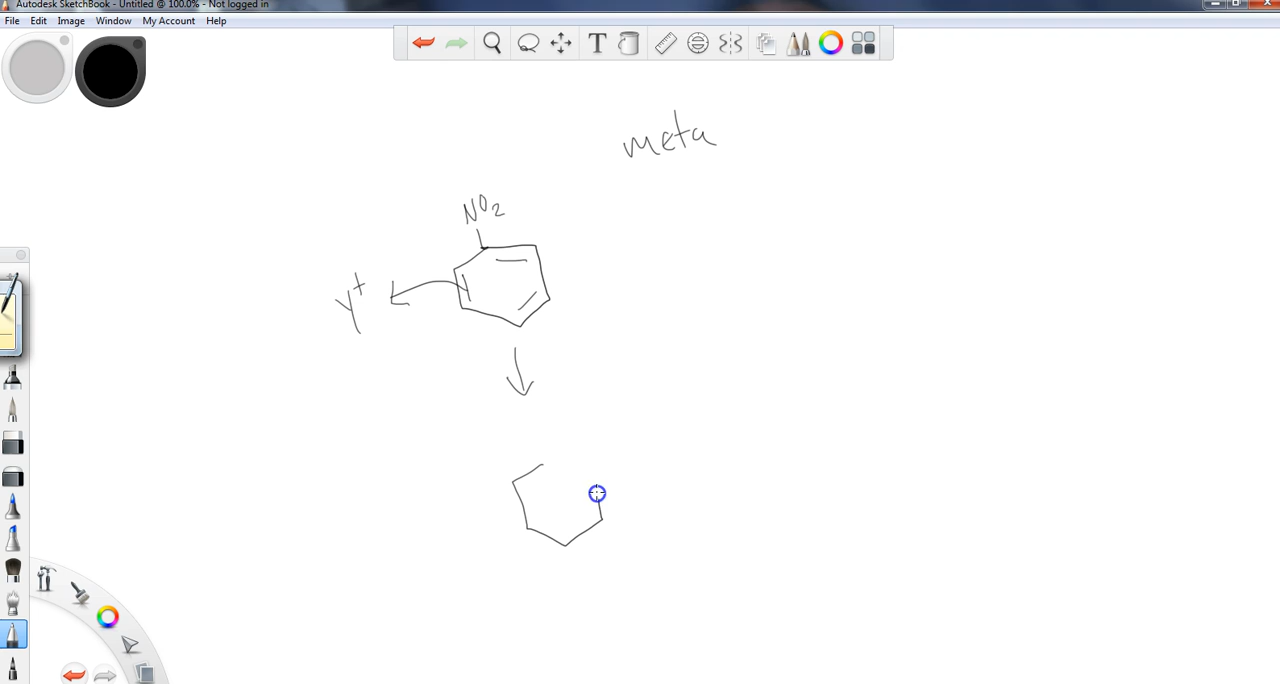 Autodesk SketchBook - Untitled @ 100.0% - Not logged in
File Edit Image Window My Account Help
T
meta
NO2
y+